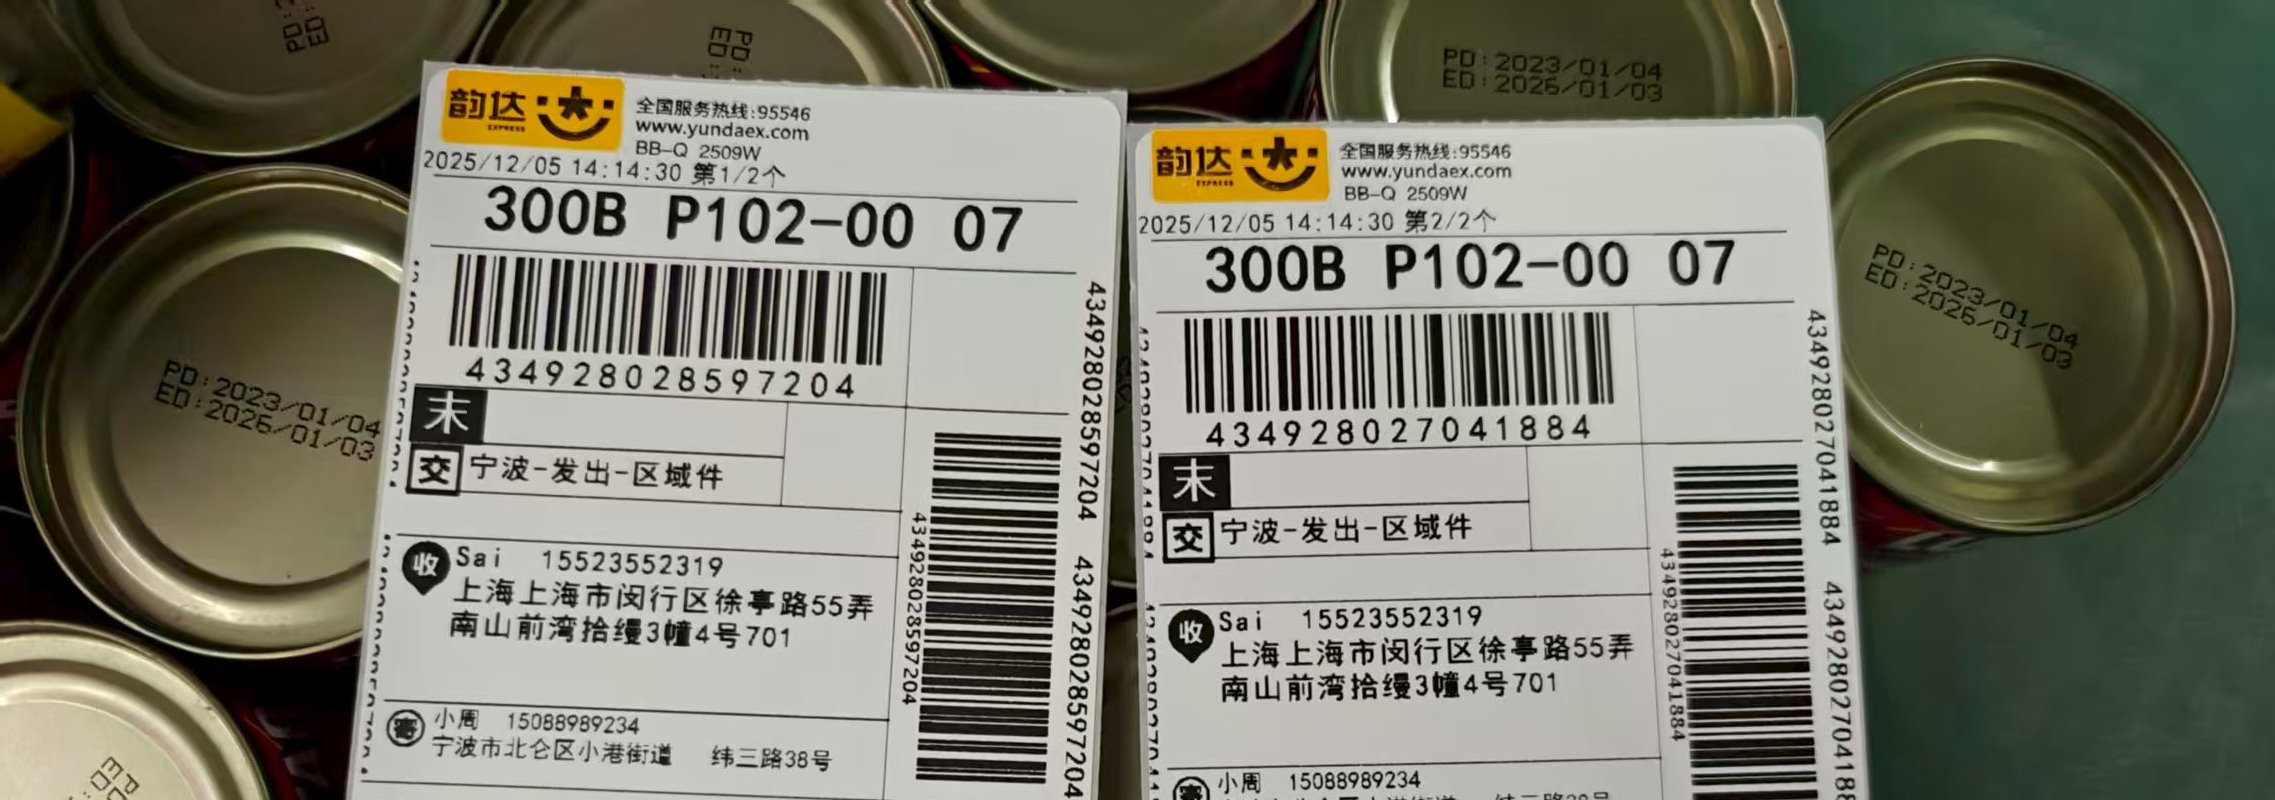 PD:2023/01/04
ED:2026/01/03
韵达
EXPRESS
全国服务热线:95546
www.yundaex.com
BB-Q 2509W
2025/12/05 14:14:30 第1/2个
300B P102-00 07
434928028597204
末
交 宁波-发出-区域件
收 Sai 15523552319
上海上海市闵行区徐亭路55弄
南山前湾拾缦3幢4号701
寄 小周 15088989234
宁波市北仑区小港街道 纬三路38号
434928028597204
434928028597204
434928028597204
韵达
EXPRESS
全国服务热线:95546
www.yundaex.com
BB-Q 2509W
2025/12/05 14:14:30 第2/2个
300B P102-00 07
434928027041884
末
交 宁波-发出-区域件
收 Sai 15523552319
上海上海市闵行区徐亭路55弄
南山前湾拾缦3幢4号701
寄 小周 15088989234
434928027041884
434928027041884
PD:2023/01/04
ED:2026/01/03
PD:2023/01/04
ED:2026/01/03